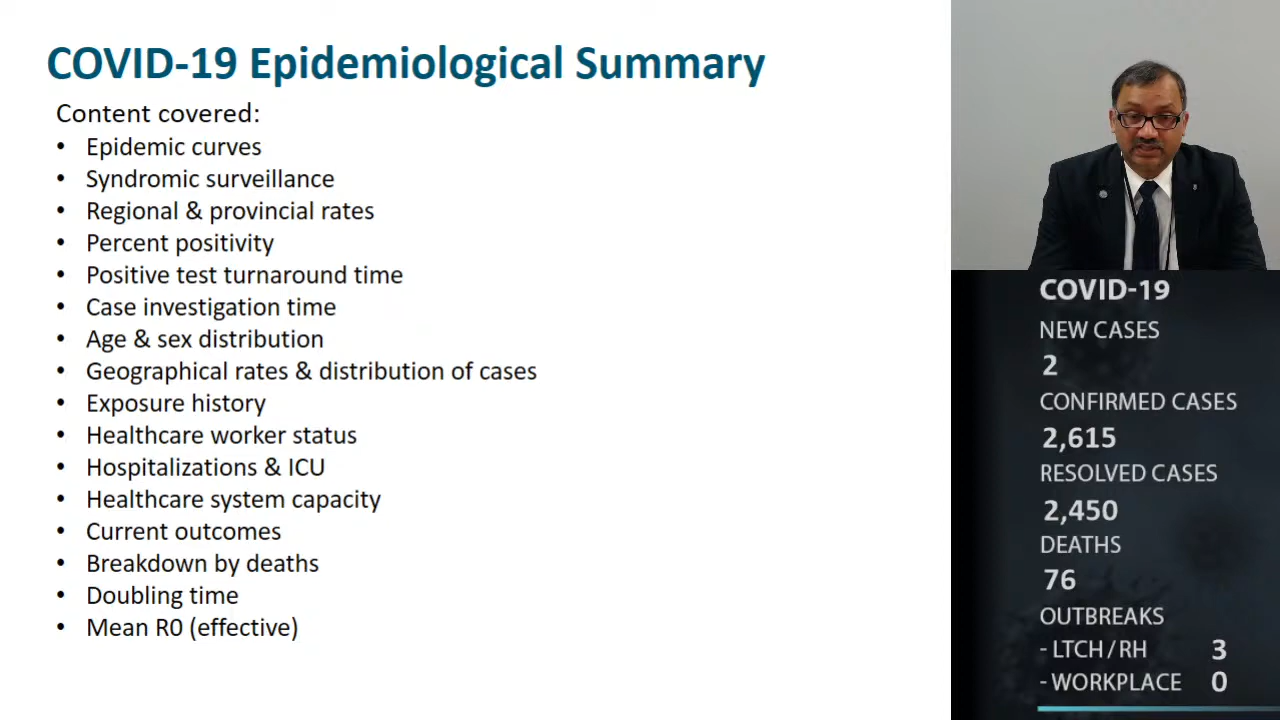 COVID-19 Epidemiological Summary
Content covered:
• Epidemic curves
• Syndromic surveillance
• Regional & provincial rates
• Percent positivity
• Positive test turnaround time
• Case investigation time
• Age & sex distribution
• Geographical rates & distribution of cases
• Exposure history
• Healthcare worker status
• Hospitalizations & ICU
• Healthcare system capacity
• Current outcomes
• Breakdown by deaths
• Doubling time
• Mean R0 (effective)
COVID-19
NEW CASES
2
CONFIRMED CASES
2,615
RESOLVED CASES
2,450
DEATHS
76
OUTBREAKS
- LTCH / RH 3
- WORKPLACE 0